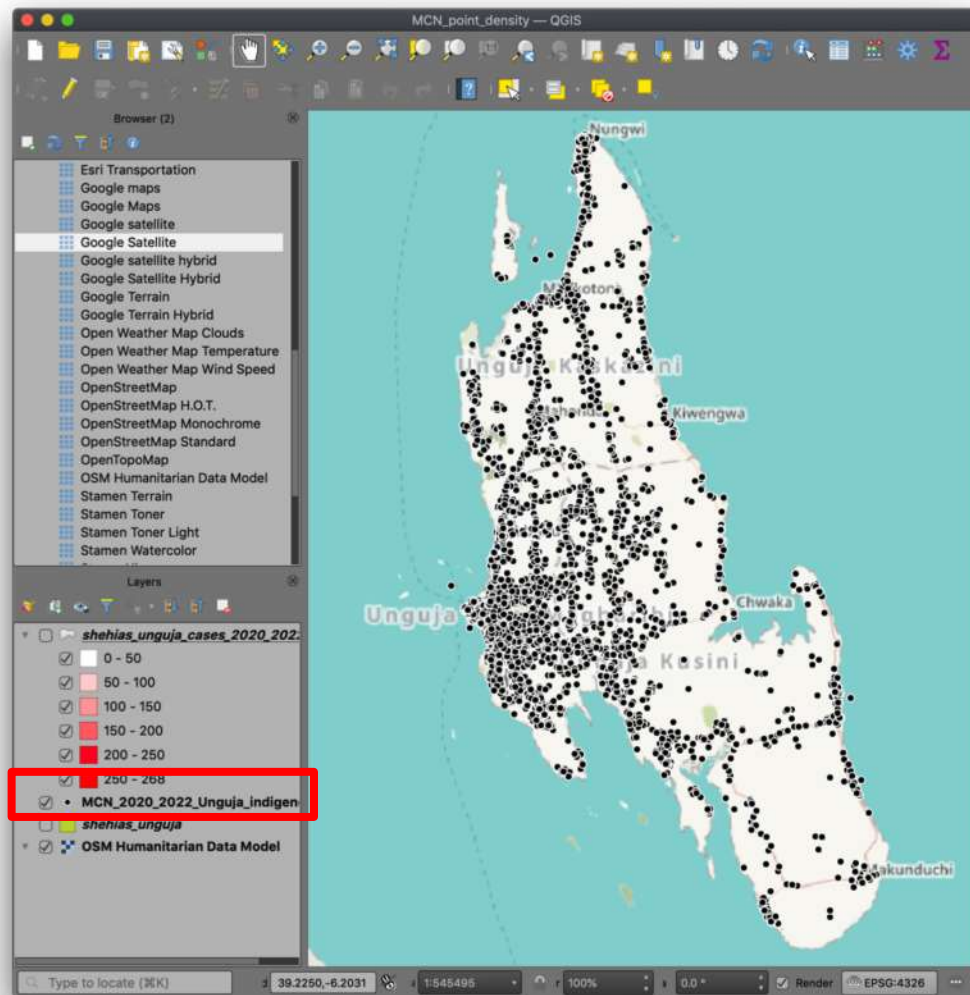 MCN_point_density — QGIS
Browser (2)
Esri Transportation
Google maps
Google Maps
Google satellite
Google Satellite
Google satellite hybrid
Google Satellite Hybrid
Google Terrain
Google Terrain Hybrid
Open Weather Map Clouds
Open Weather Map Temperature
Open Weather Map Wind Speed
OpenStreetMap
OpenStreetMap H.O.T.
OpenStreetMap Monochrome
OpenStreetMap Standard
OpenTopoMap
OSM Humanitarian Data Model
Stamen Terrain
Stamen Toner
Stamen Toner Light
Stamen Watercolor
Layers
shehias_unguja_cases_2020_202
0 - 50
50 - 100
100 - 150
150 - 200
200 - 250
250 - 268
MCN_2020_2022_Unguja_indigen
shehias_unguja
OSM Humanitarian Data Model
Nungwi
Unguja Kaskazini
Kiwengwa
Chwaka
Unguja
Kusini
Makunduchi
Type to locate (⌘K)
39.2250,-6.2031
1:545495
100%
0.0 °
Render
EPSG:4326